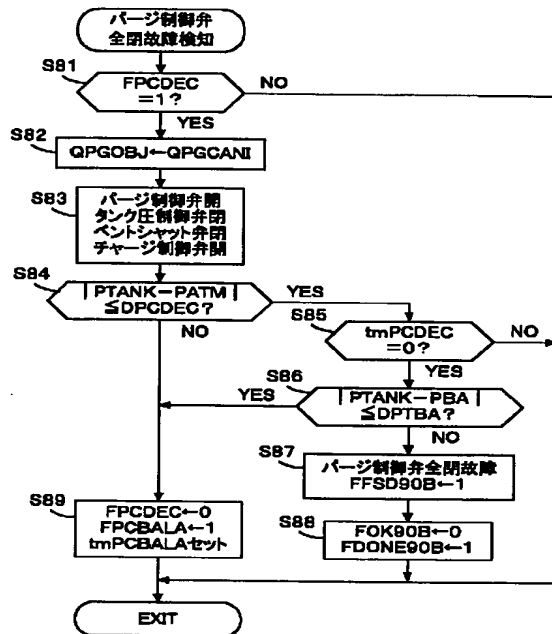 パージ制御弁
全閉故障検知
S81
FPCDEC
=1?
NO
YES
S82
QPGOBJ←QPGCANII
S83
パージ制御弁開
タンク圧制御弁閉
ベントシャット弁閉
チャージ制御弁開
S84
|PTANK-PATM|
≦DPCDEC?
YES
NO
S85
tmPCDEC
=0?
NO
YES
S86
|PTANK-PBA|
≦DPTBA?
YES
NO
S87
パージ制御弁全閉故障
FFSD90B←1
S88
FOK90B←0
FDONE90B←1
S89
FPCDEC←0
FPCBALA←1
tmPCBALAセット
EXIT